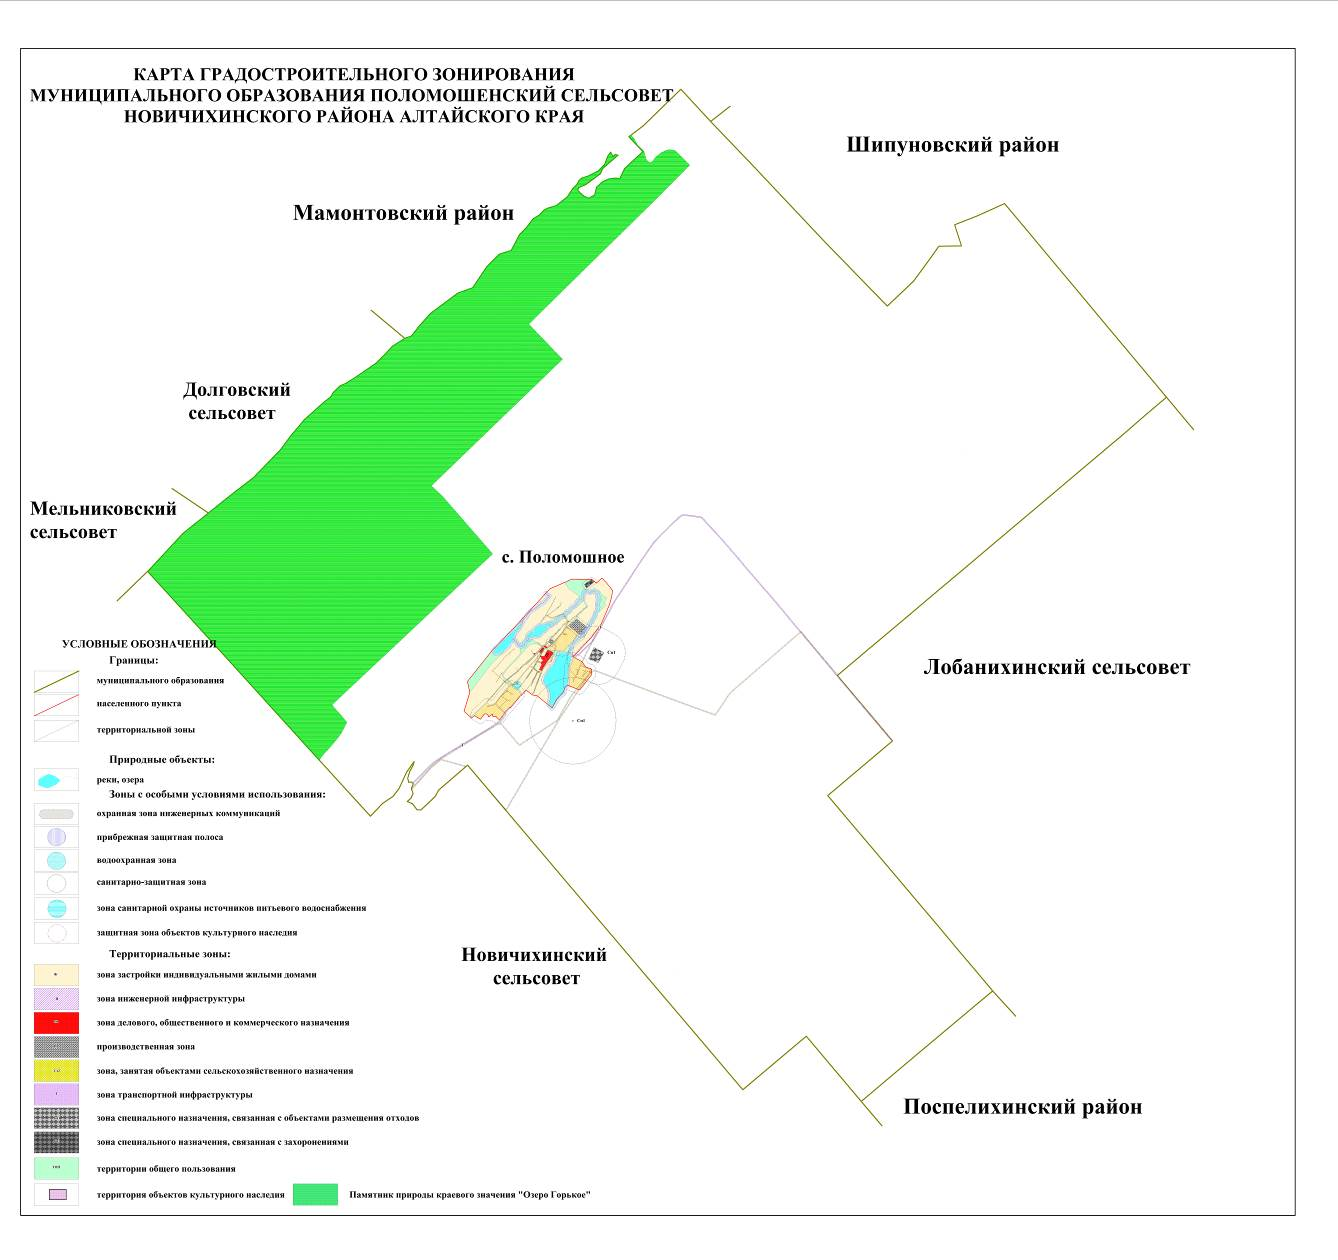 КАРТА ГРАДОСТРОИТЕЛЬНОГО ЗОНИРОВАНИЯ
МУНИЦИПАЛЬНОГО ОБРАЗОВАНИЯ ПОЛОМОШЕНСКИЙ СЕЛЬСОВЕТ
НОВИЧИХИНСКОГО РАЙОНА АЛТАЙСКОГО КРАЯ
Шипуновский район
Мамонтовский район
Долговский
сельсовет
Мельниковский
сельсовет
с. Поломошное
Сп1
Сп1
Лобанихинский сельсовет
Новичихинский
сельсовет
Поспелихинский район
УСЛОВНЫЕ ОБОЗНАЧЕНИЯ
Границы:
муниципального образования
населенного пункта
территориальной зоны
Природные объекты:
реки, озера
Зоны с особыми условиями использования:
охранная зона инженерных коммуникаций
прибрежная защитная полоса
водоохранная зона
санитарно-защитная зона
зона санитарной охраны источников питьевого водоснабжения
защитная зона объектов культурного наследия
Территориальные зоны:
зона застройки индивидуальными жилыми домами
зона инженерной инфраструктуры
зона делового, общественного и коммерческого назначения
производственная зона
зона, занятая объектами сельскохозяйственного назначения
зона транспортной инфраструктуры
зона специального назначения, связанная с объектами размещения отходов
зона специального назначения, связанная с захоронениями
территории общего пользования
территория объектов культурного наследия
Памятник природы краевого значения "Озеро Горькое"